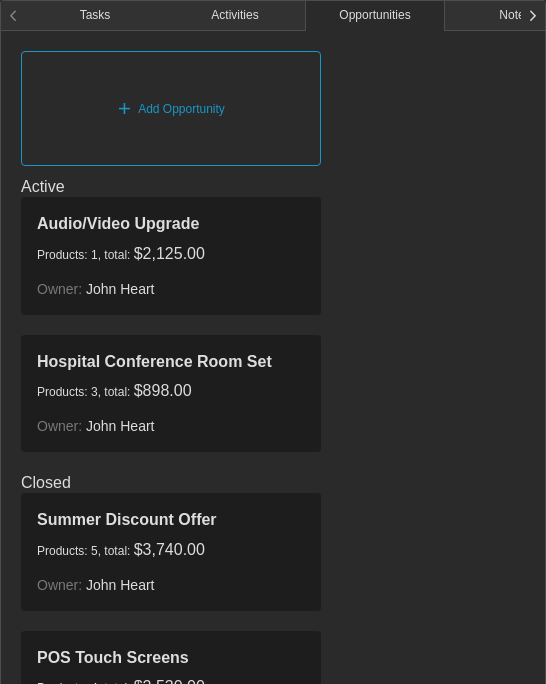 Tasks
Activities
Opportunities
Add Opportunity
Active
Audio/Video Upgrade
Products: 1, total: $2,125.00
Owner: John Heart
Hospital Conference Room Set
Products: 3, total: $898.00
Owner: John Heart
Closed
Summer Discount Offer
Products: 5, total: $3,740.00
Owner: John Heart
POS Touch Screens